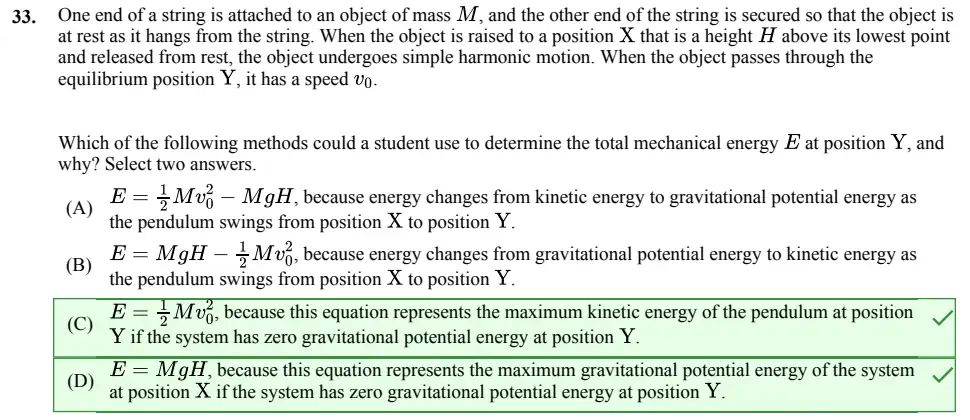 33. One end of a string is attached to an object of mass M, and the other end of the string is secured so that the object is
at rest as it hangs from the string. When the object is raised to a position X that is a height H above its lowest point
and released from rest, the object undergoes simple harmonic motion. When the object passes through the
equilibrium position Y, it has a speed v₀.
Which of the following methods could a student use to determine the total mechanical energy E at position Y, and
why? Select two answers.
(A) E = ½Mv₀² − MgH, because energy changes from kinetic energy to gravitational potential energy as
the pendulum swings from position X to position Y.
(B) E = MgH − ½Mv₀², because energy changes from gravitational potential energy to kinetic energy as
the pendulum swings from position X to position Y.
(C) E = ½Mv₀², because this equation represents the maximum kinetic energy of the pendulum at position
Y if the system has zero gravitational potential energy at position Y.
(D) E = MgH, because this equation represents the maximum gravitational potential energy of the system
at position X if the system has zero gravitational potential energy at position Y.